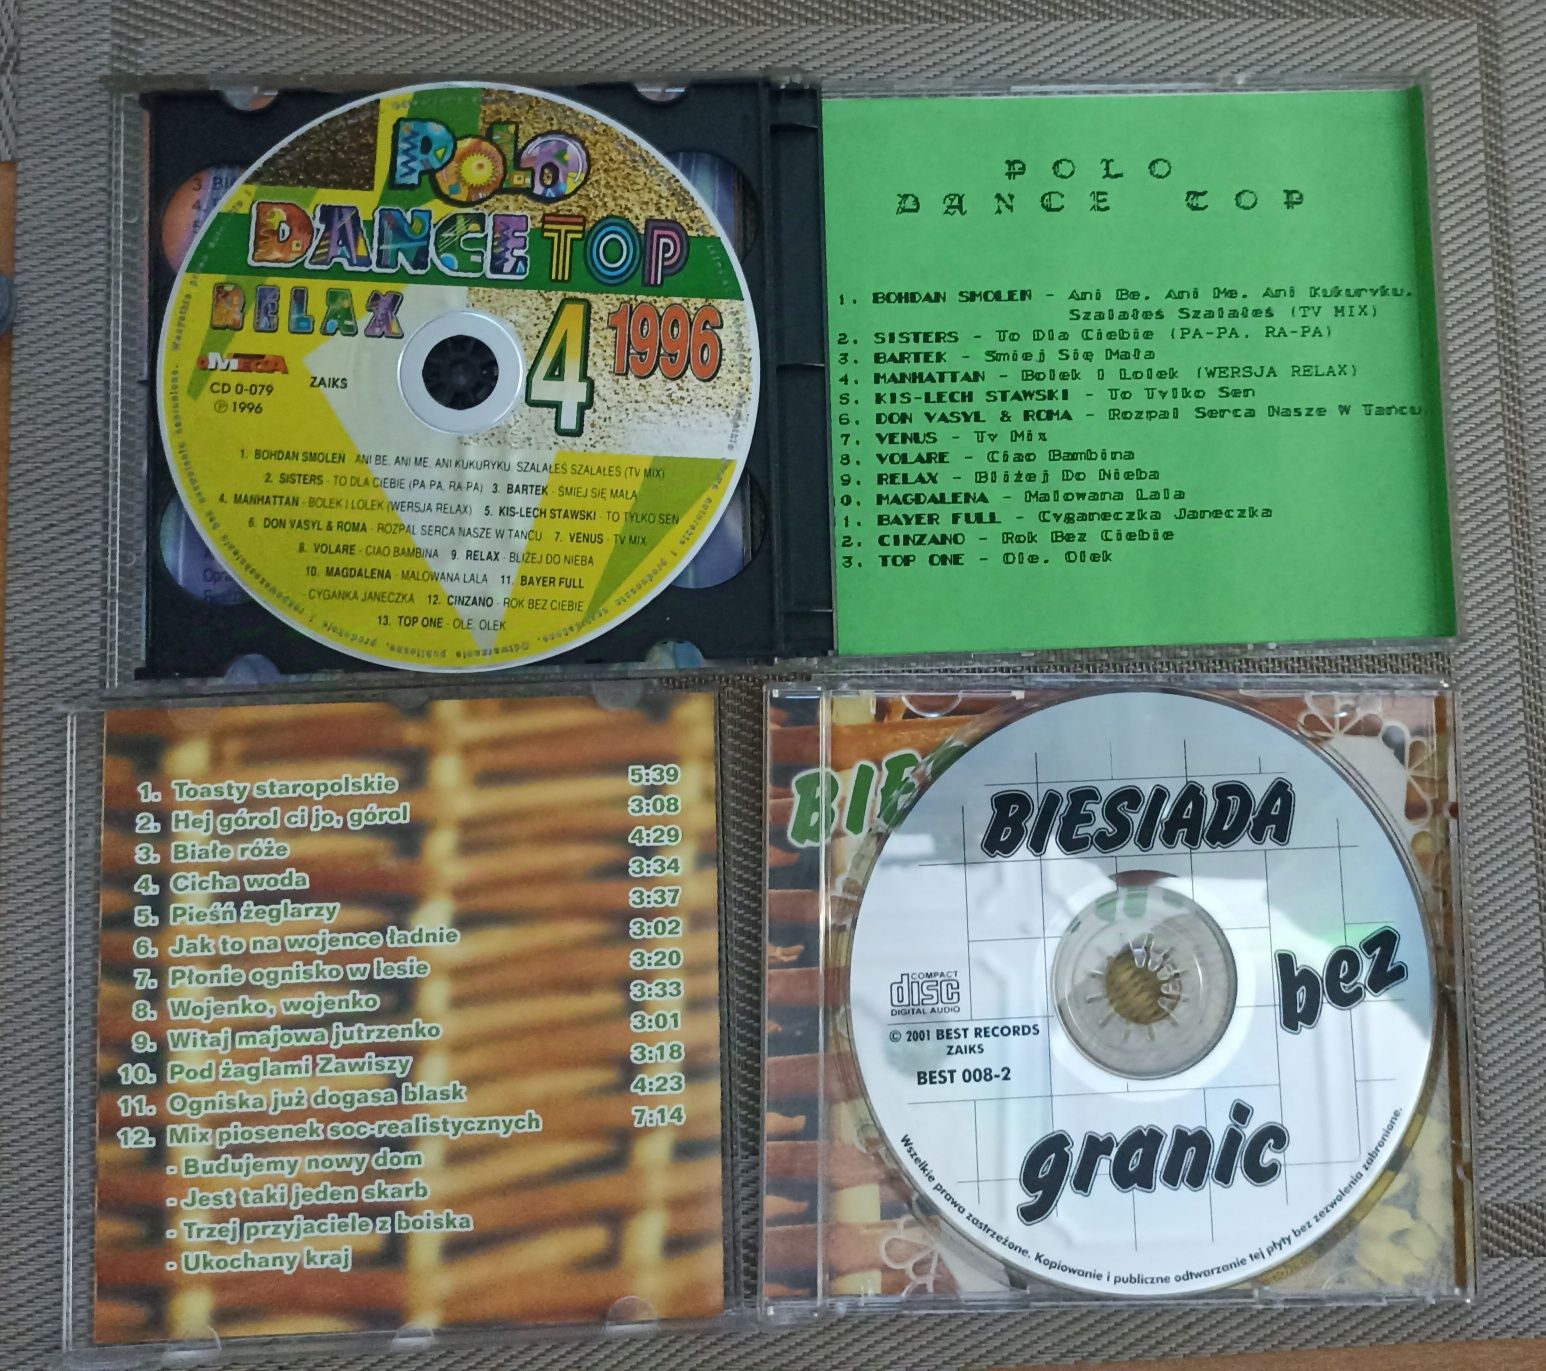 POLO
DANCE TOP
RELAX
4
1996
OMEGA
CD 0-079
ZAIKS
Ⓟ 1996
1. BOHDAN SMOLEŃ - ANI BE, ANI ME, ANI KUKURYKU, SZALAŁEŚ SZALAŁEŚ (TV MIX)
2. SISTERS - TO DLA CIEBIE (PA PA, RA-PA) 3. BARTEK - ŚMIEJ SIĘ MAŁA
4. MANHATTAN - BOLEK I LOLEK (WERSJA RELAX) 5. KIS-LECH STAWSKI - TO TYLKO SEN
6. DON VASYL & ROMA - ROZPAL SERCA NASZE W TAŃCU 7. VENUS - TV MIX
8. VOLARE - CIAO BAMBINA 9. RELAX - BLIŻEJ DO NIEBA
10. MAGDALENA - MALOWANA LALA 11. BAYER FULL
- CYGANKA JANECZKA 12. CINZANO - ROK BEZ CIEBIE
13. TOP ONE - OLE, OLEK
POLO
DANCE TOP
1. BOHDAN SMOLEŃ - Ani Be, Ani Me, Ani Kukuryku,
Szalałeś Szalałeś (TV MIX)
2. SISTERS - To Dla Ciebie (PA-PA, RA-PA)
3. BARTEK - Śmiej Się Mała
4. MANHATTAN - Bolek I Lolek (WERSJA RELAX)
5. KIS-LECH STAWSKI - To Tylko Sen
6. DON VASYL & ROMA - Rozpal Serca Nasze W Tańcu
7. VENUS - Tv Mix
8. VOLARE - Ciao Bambina
9. RELAX - Bliżej Do Nieba
0. MAGDALENA - Malowana Lala
1. BAYER FULL - Cyganeczka Janeczka
2. CINZANO - Rok Bez Ciebie
3. TOP ONE - Ole, Olek
1. Toasty staropolskie 5:39
2. Hej górol ci jo, górol 3:08
3. Białe róże 4:29
4. Cicha woda 3:34
5. Pieśń żeglarzy 3:37
6. Jak to na wojence ładnie 3:02
7. Płonie ognisko w lesie 3:20
8. Wojenko, wojenko 3:33
9. Witaj majowa jutrzenko 3:01
10. Pod żaglami Zawiszy 3:18
11. Ogniska już dogasa blask 4:23
12. Mix piosenek soc-realistycznych 7:14
- Budujemy nowy dom
- Jest taki jeden skarb
- Trzej przyjaciele z boiska
- Ukochany kraj
BIE
BIESIADA
bez
granic
COMPACT
disc
DIGITAL AUDIO
© 2001 BEST RECORDS
ZAIKS
BEST 008-2
Wszelkie prawa zastrzeżone. Kopiowanie i publiczne odtwarzanie tej płyty bez zezwolenia zabronione.